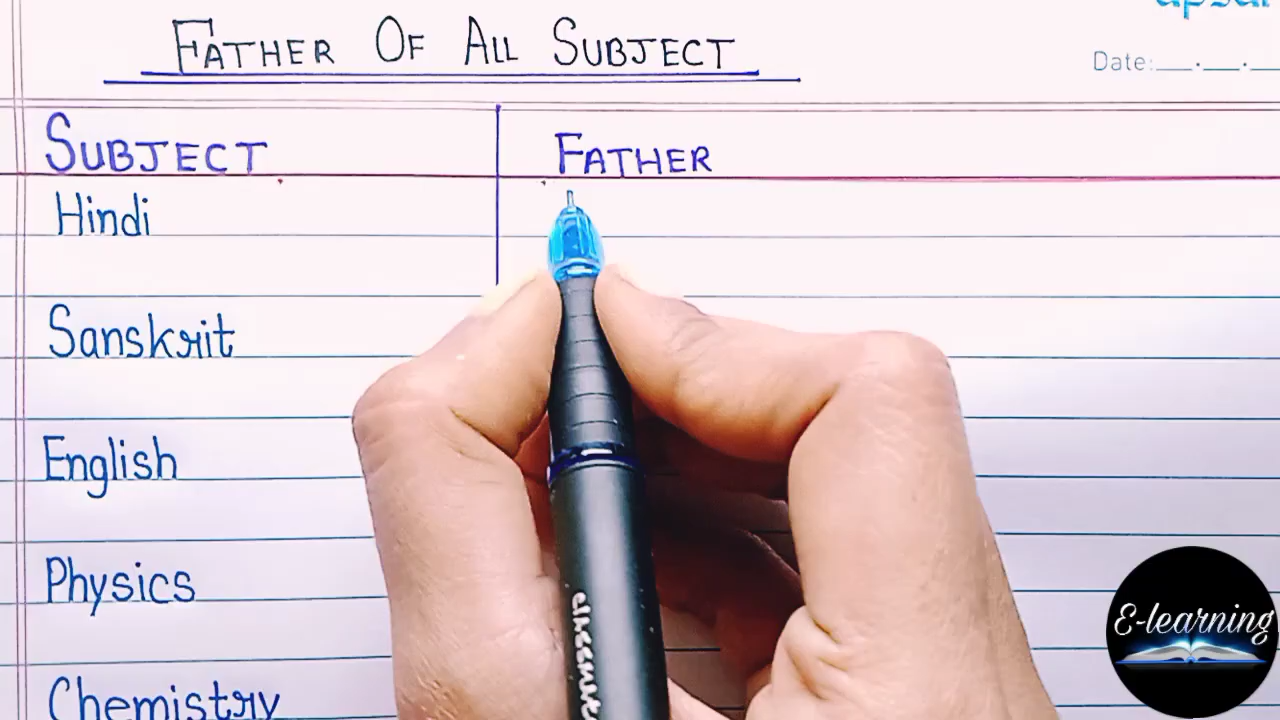 FATHER OF ALL SUBJECT
Date:
SUBJECT
FATHER
Hindi
Sanskrit
English
Physics
Chemistry
E-learning